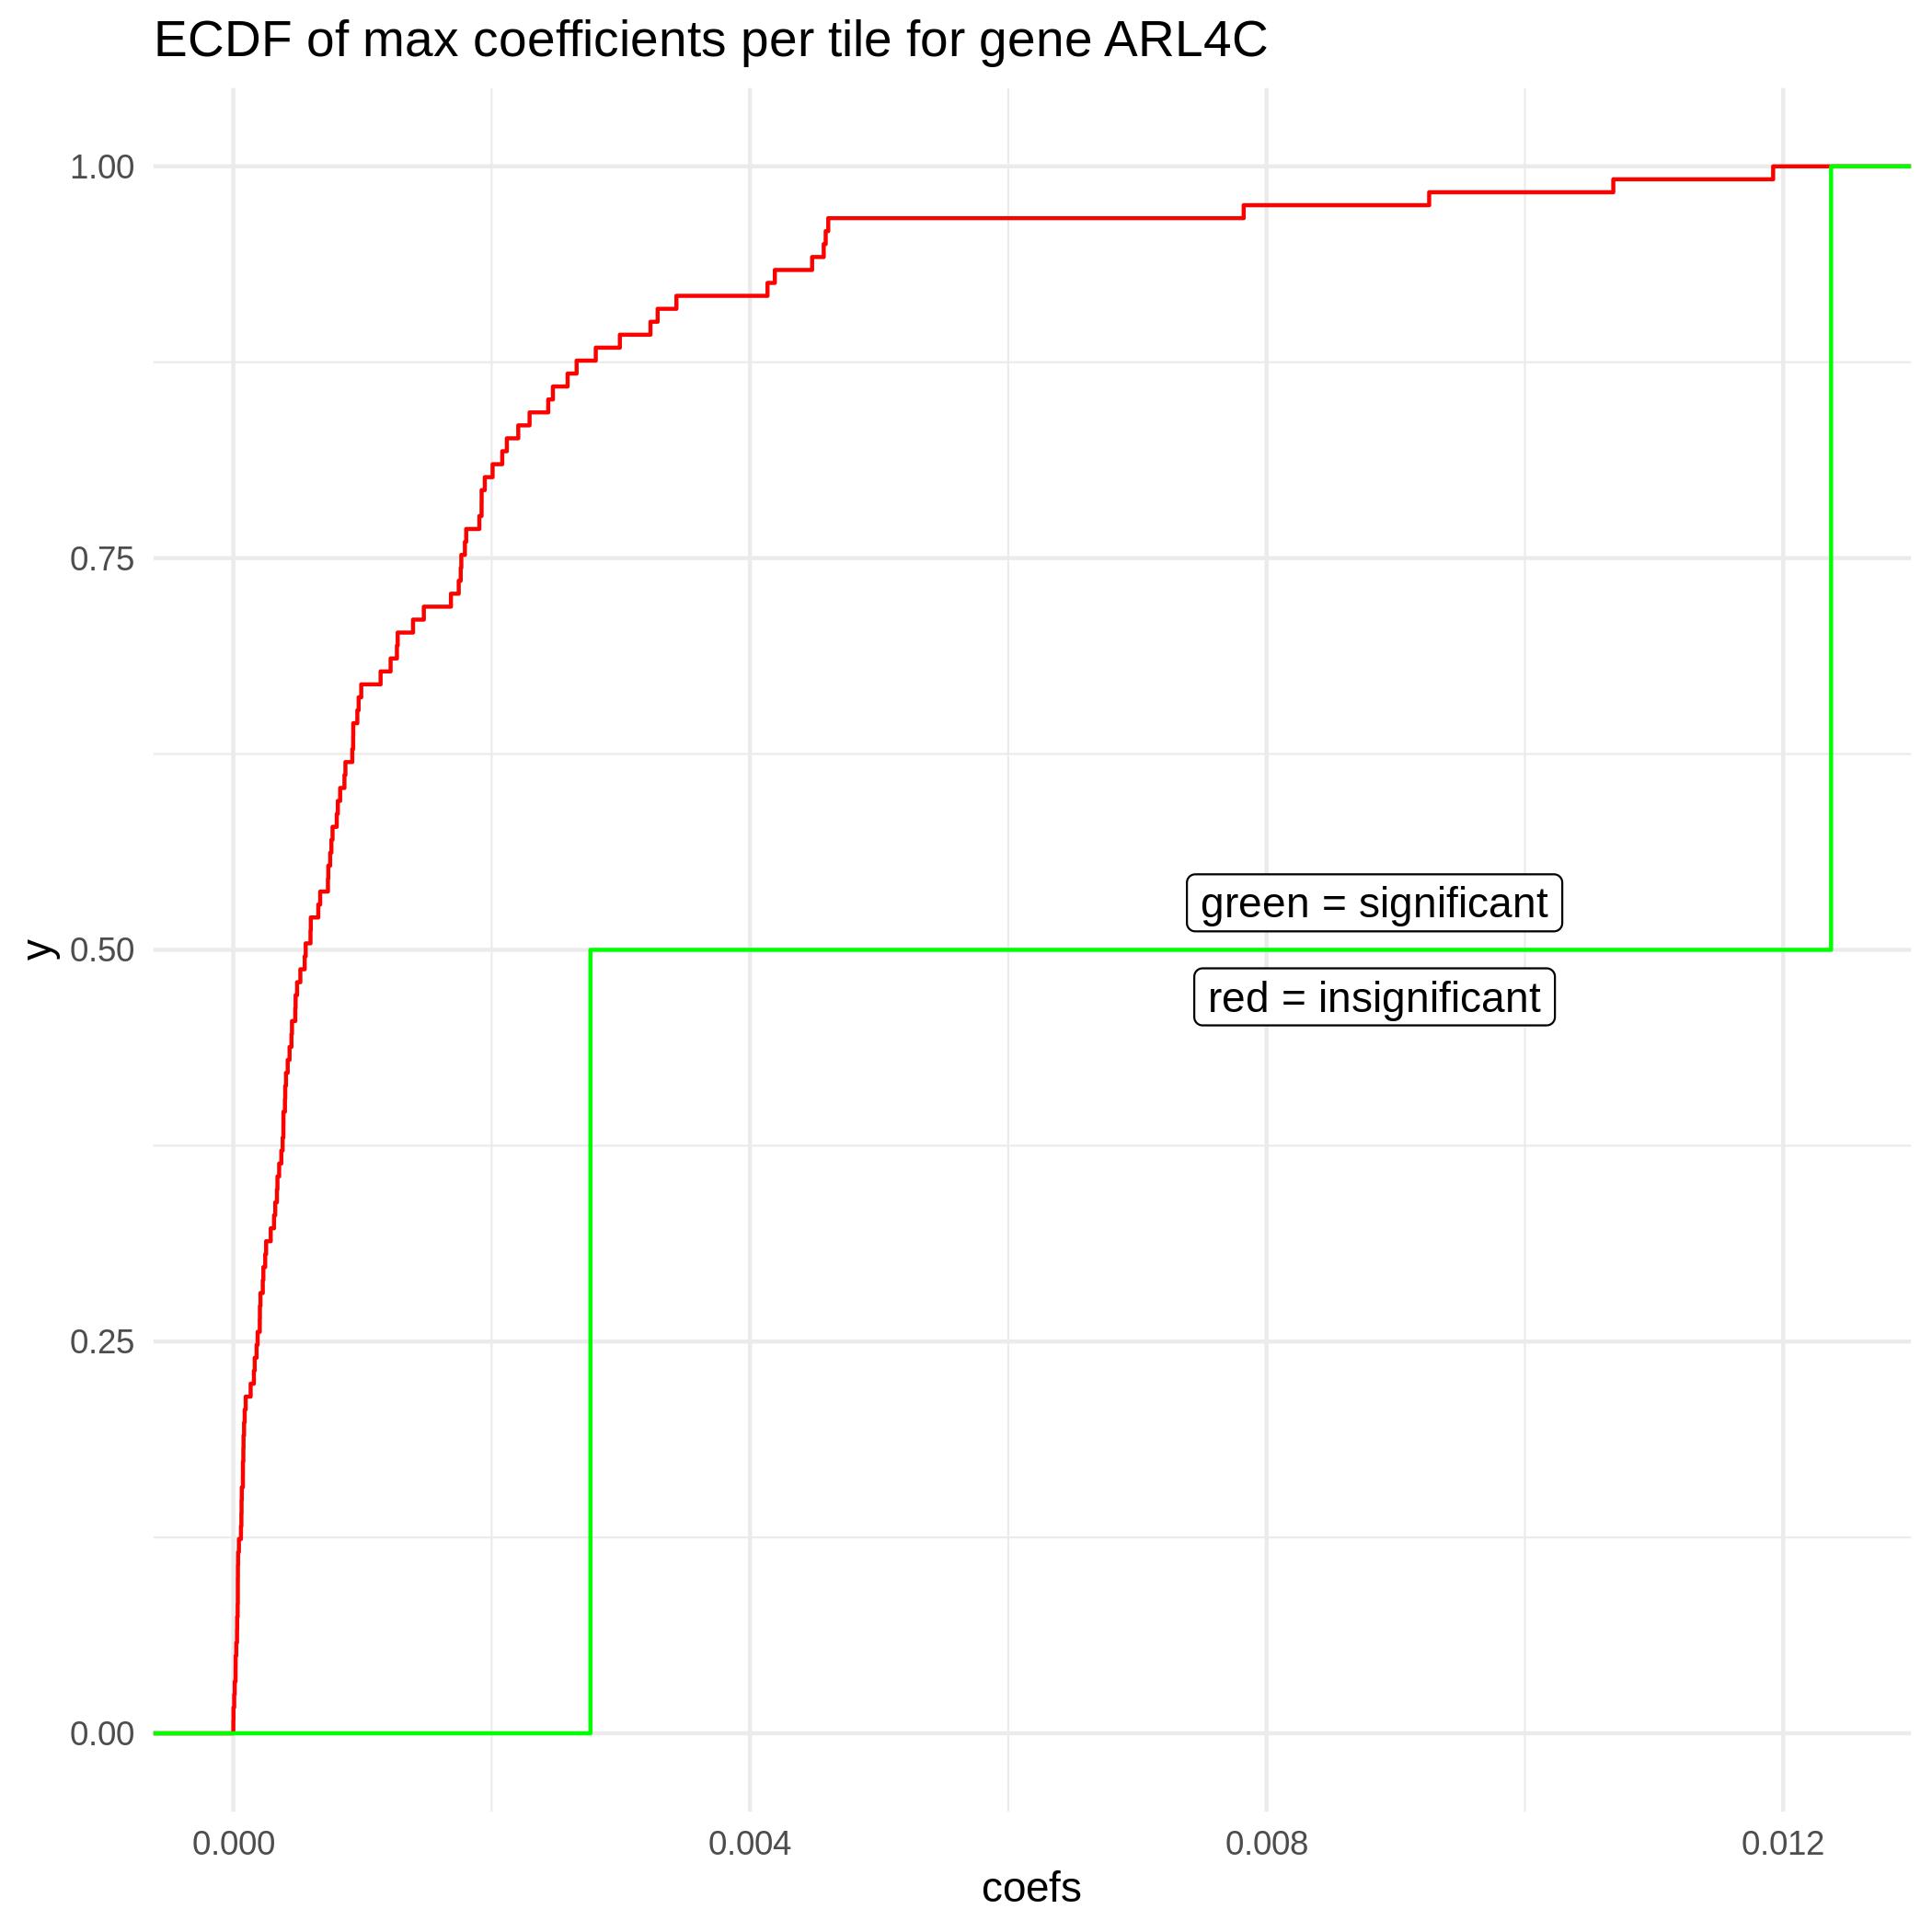 ECDF of max coefficients per tile for gene ARL4C
1.00
0.75
0.50
0.25
0.00
y
green = significant
red = insignificant
0.000
0.004
0.008
0.012
coefs